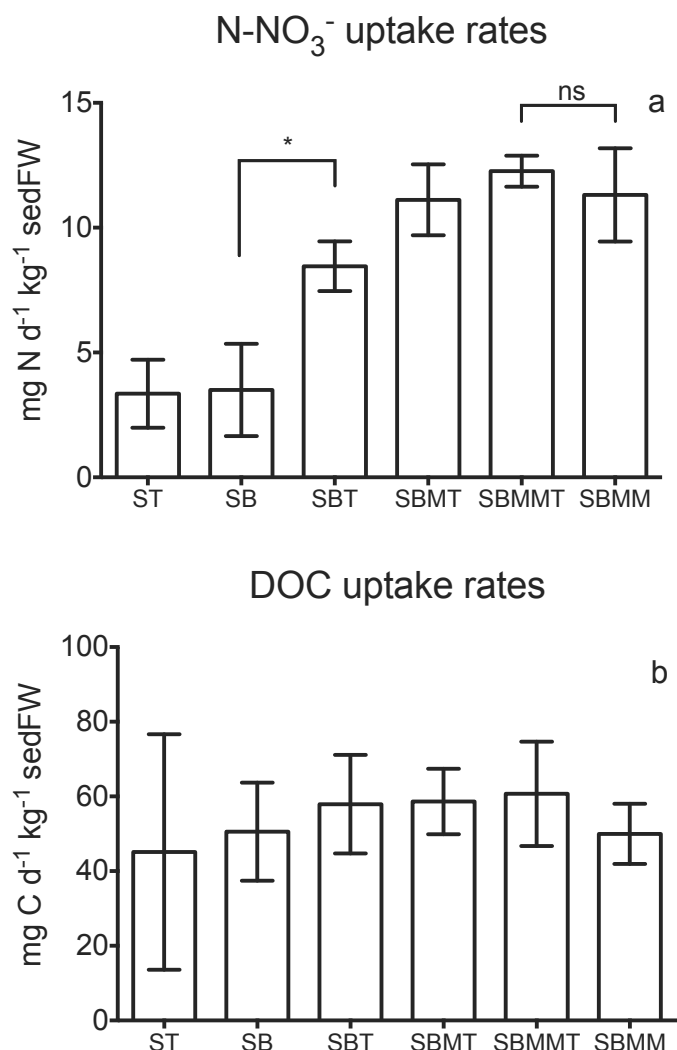 N-NO₃⁻ uptake rates
a
ns
*
mg N d⁻¹ kg⁻¹ sedFW
15
10
5
0
ST SB SBT SBMT SBMMT SBMM
DOC uptake rates
b
mg C d⁻¹ kg⁻¹ sedFW
100
80
60
40
20
0
ST SB SBT SBMT SBMMT SBMM